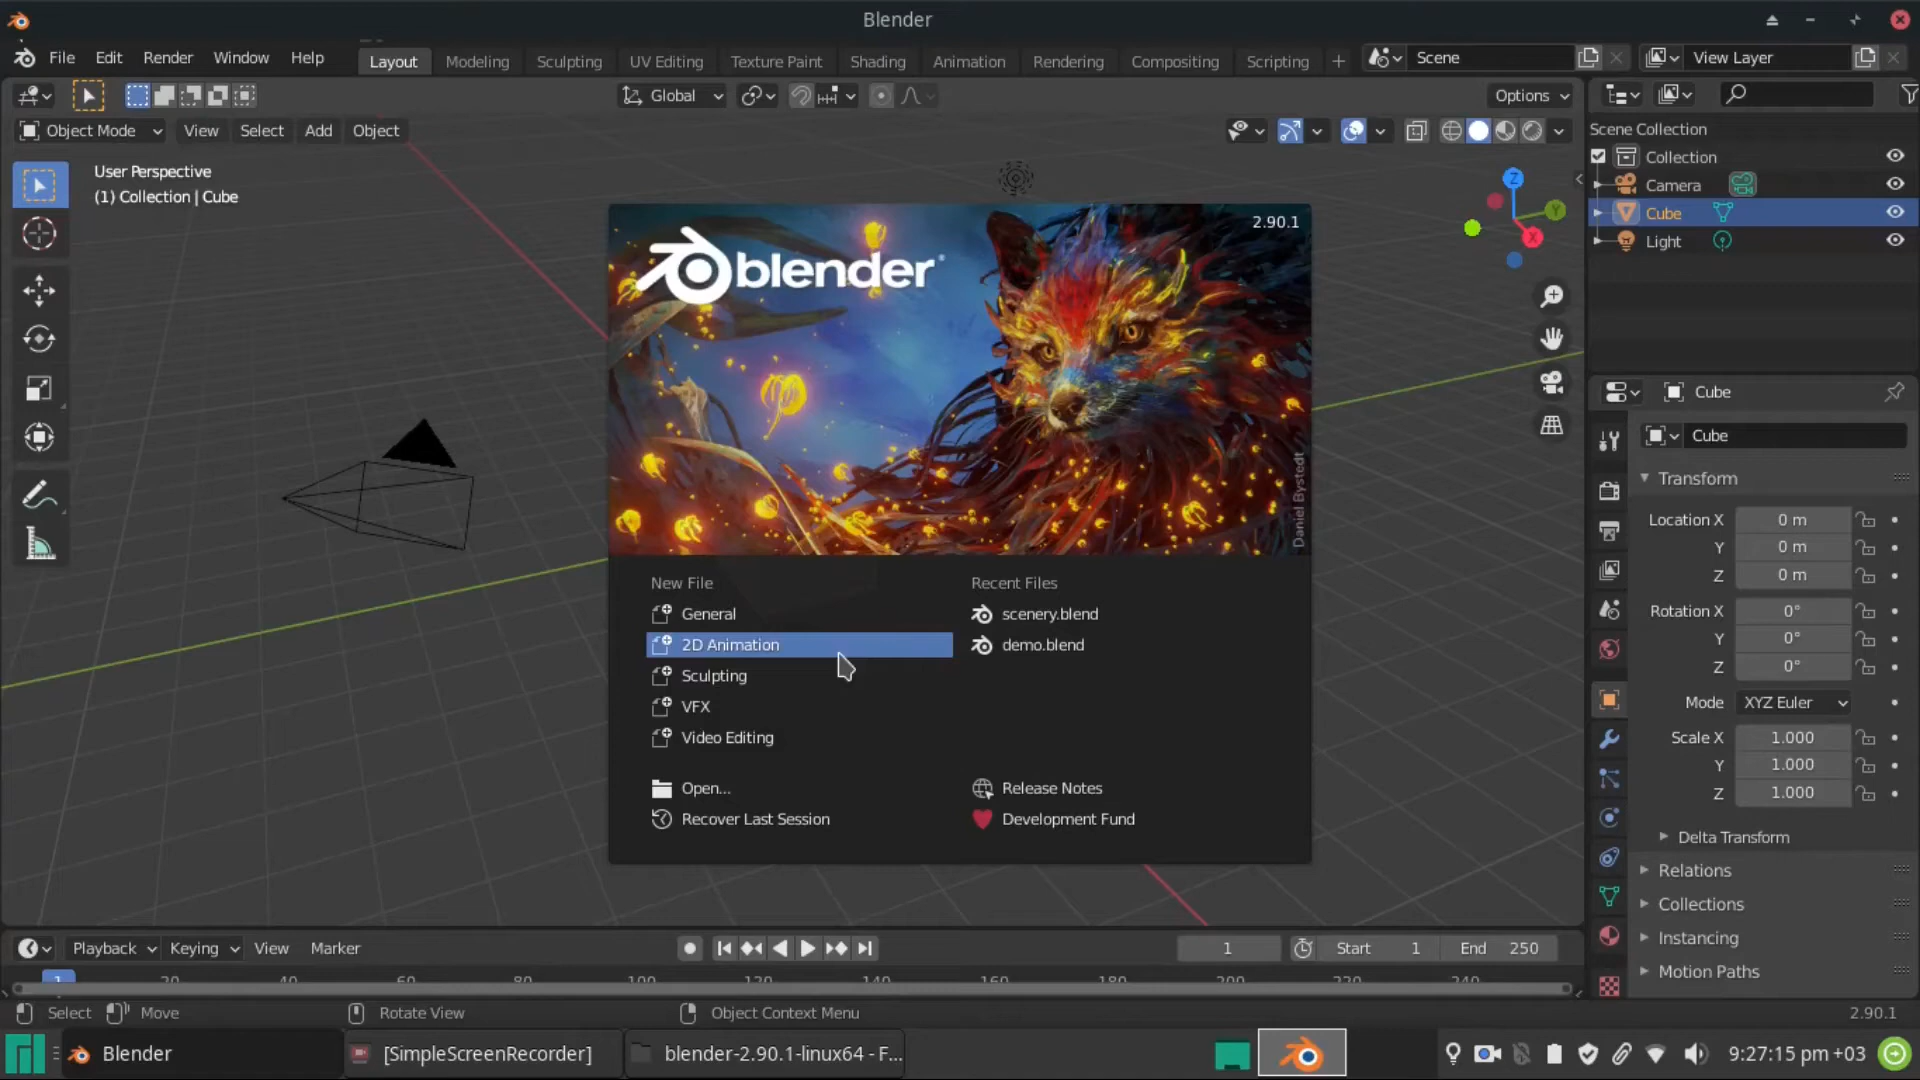 Blender
File Edit Render Window Help Layout Modeling Sculpting UV Editing Texture Paint Shading Animation Rendering Compositing Scripting + Scene View Layer
Global Options
Object Mode View Select Add Object
User Perspective
(1) Collection | Cube
Z
Y
X
2.90.1
blender
Daniel Bystedt
New File
General
2D Animation
Sculpting
VFX
Video Editing
Open...
Recover Last Session
Recent Files
scenery.blend
demo.blend
Release Notes
Development Fund
Scene Collection
Collection
Camera
Cube
Light
Cube
Cube
Transform
Location X 0 m
Y 0 m
Z 0 m
Rotation X 0°
Y 0°
Z 0°
Mode XYZ Euler
Scale X 1.000
Y 1.000
Z 1.000
Delta Transform
Relations
Collections
Instancing
Motion Paths
Playback Keying View Marker 1 Start 1 End 250
1 20 40 60 80 100 120 140 160 180 200 220 240
Select Move Rotate View Object Context Menu 2.90.1
Blender [SimpleScreenRecorder] blender-2.90.1-linux64 - F... 9:27:15 pm +03